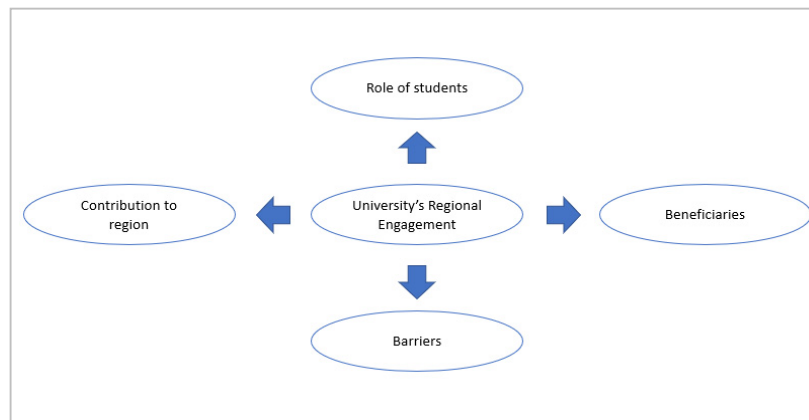 Role of students
Contribution to
region
University’s Regional
Engagement
Beneficiaries
Barriers